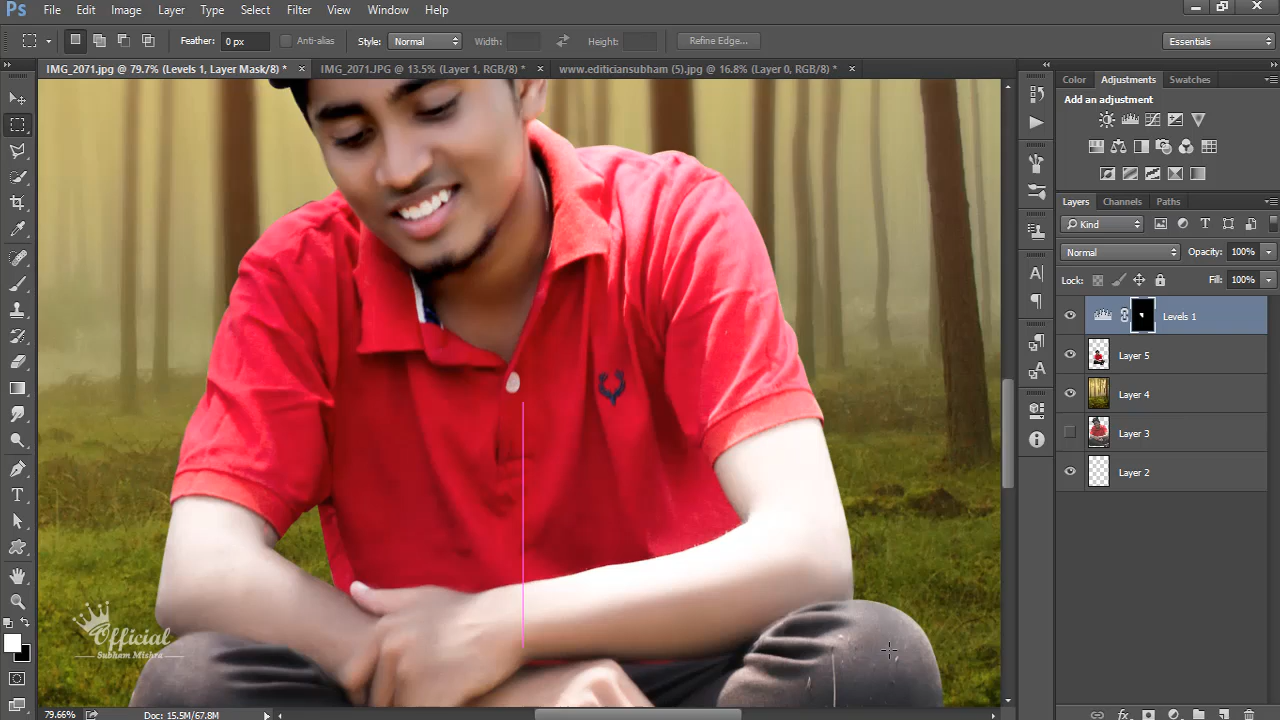 Ps File Edit Image Layer Type Select Filter View Window Help
Feather: 0 px Anti-alias Style: Normal Width: Height: Refine Edge... Essentials
IMG_2071.jpg @ 79.7% (Levels 1, Layer Mask/8) * × IMG_2071.JPG @ 13.5% (Layer 1, RGB/8) * × www.editiciansubham (5).jpg @ 16.8% (Layer 0, RGB/8) * ×
Color Adjustments Swatches
Add an adjustment
Layers Channels Paths
Kind
Normal Opacity: 100%
Lock: Fill: 100%
Levels 1
Layer 5
Layer 4
Layer 3
Layer 2
Official
Subham Mishra
79.66% Doc: 15.5M/67.8M